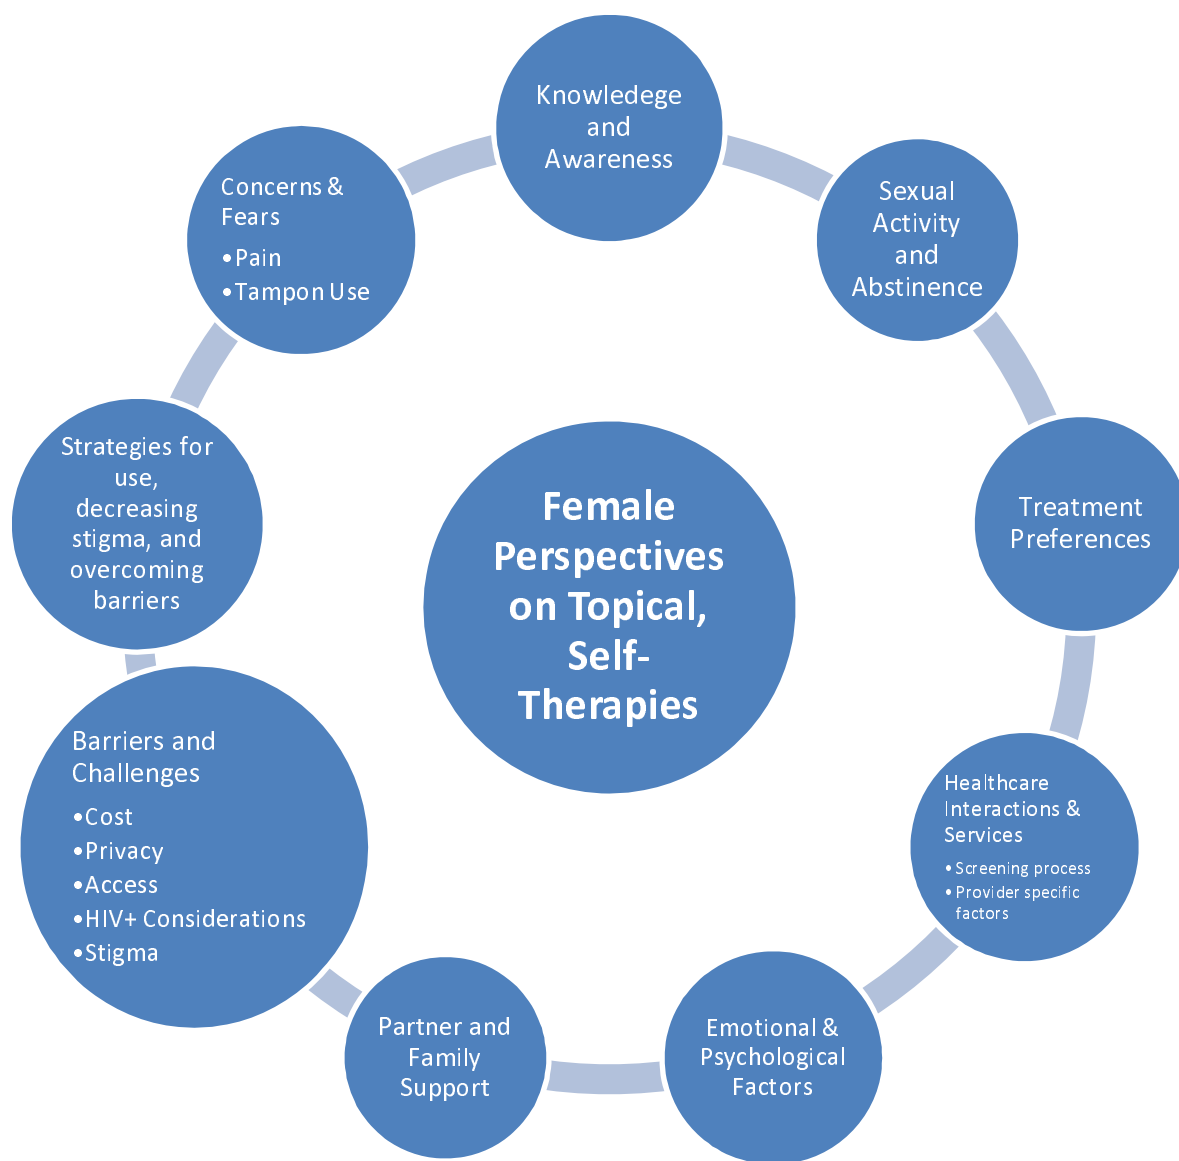 Knowledege
and
Awareness
Sexual
Activity
and
Abstinence
Treatment
Preferences
Healthcare
Interactions &
Services
• Screening process
• Provider specific
factors
Emotional &
Psychological
Factors
Partner and
Family
Support
Barriers and
Challenges
•Cost
•Privacy
•Access
•HIV+ Considerations
•Stigma
Strategies for
use,
decreasing
stigma, and
overcoming
barriers
Concerns &
Fears
•Pain
•Tampon Use
Female
Perspectives
on Topical,
Self-
Therapies